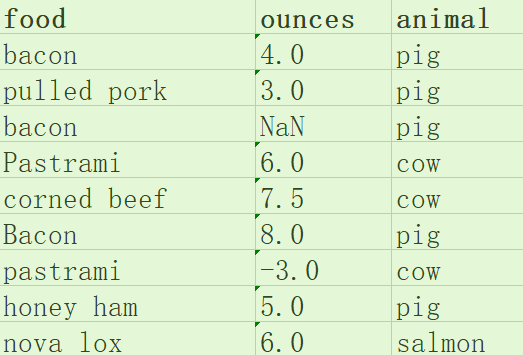 food ounces animal
bacon 4.0 pig
pulled pork 3.0 pig
bacon NaN pig
Pastrami 6.0 cow
corned beef 7.5 cow
Bacon 8.0 pig
pastrami -3.0 cow
honey ham 5.0 pig
nova lox 6.0 salmon